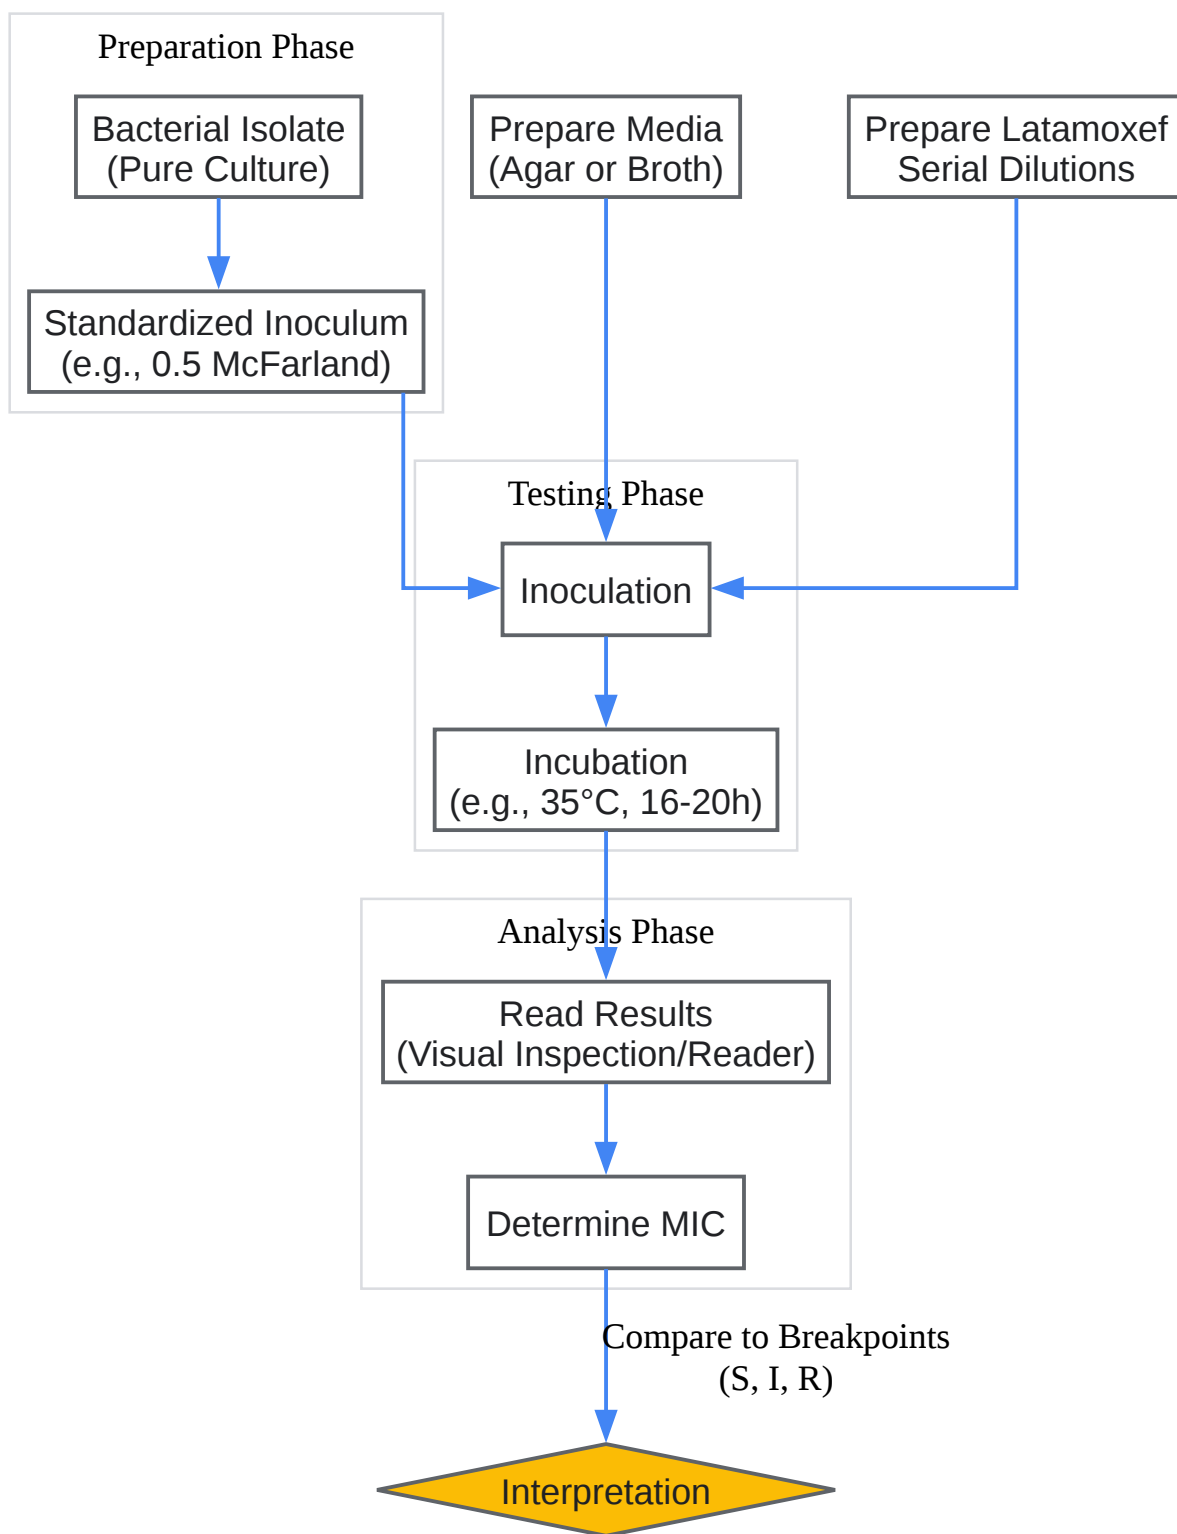 Preparation Phase
Bacterial Isolate
(Pure Culture)
Prepare Media
(Agar or Broth)
Prepare Latamoxef
Serial Dilutions
Standardized Inoculum
(e.g., 0.5 McFarland)
Testing Phase
Inoculation
Incubation
(e.g., 35°C, 16-20h)
Analysis Phase
Read Results
(Visual Inspection/Reader)
Determine MIC
Compare to Breakpoints
(S, I, R)
Interpretation